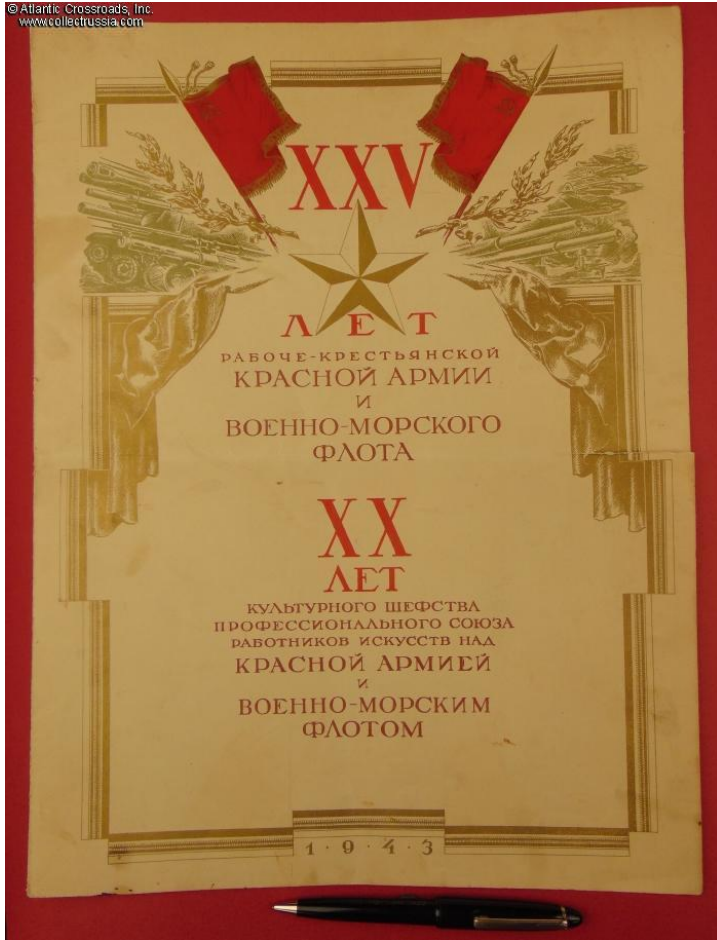 © Atlantic Crossroads, Inc.
www.collectrussia.com
XXV
ЛЕТ
РАБОЧЕ-КРЕСТЬЯНСКОЙ
КРАСНОЙ АРМИИ
И
ВОЕННО-МОРСКОГО
ФЛОТА
XX
ЛЕТ
КУЛЬТУРНОГО ШЕФСТВА
ПРОФЕССИОНАЛЬНОГО СОЮЗА
РАБОТНИКОВ ИСКУССТВ НАД
КРАСНОЙ АРМИЕЙ
И
ВОЕННО-МОРСКИМ
ФЛОТОМ
1·9·4·3